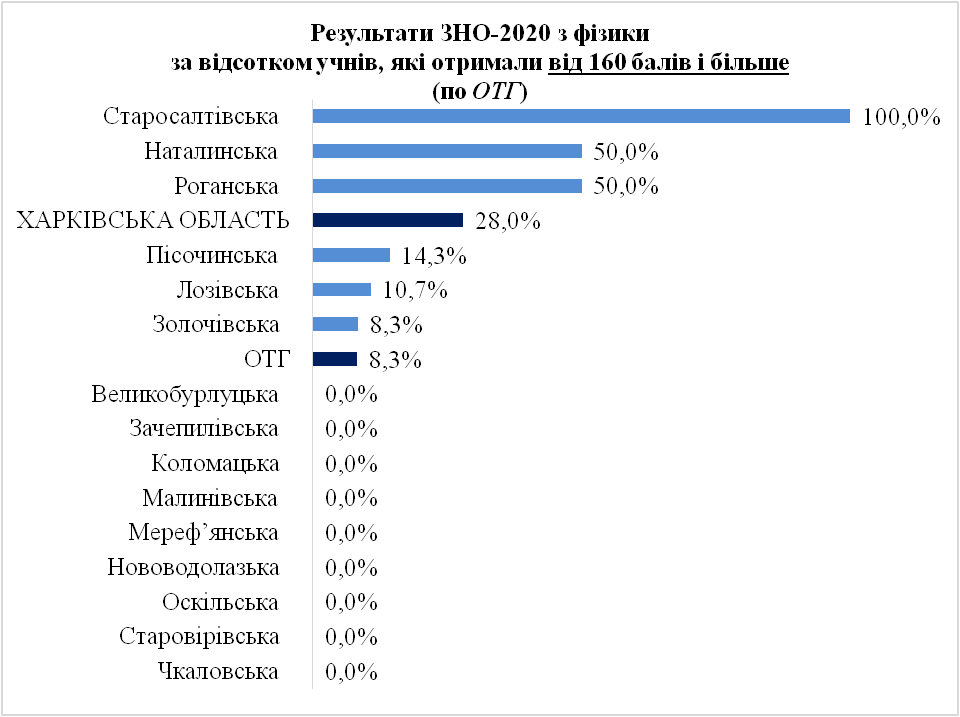 Результати ЗНО-2020 з фізики
за відсотком учнів, які отримали від 160 балів і більше
(по ОТГ)
Старосалтівська 100,0%
Наталинська 50,0%
Роганська 50,0%
ХАРКІВСЬКА ОБЛАСТЬ 28,0%
Пісочинська 14,3%
Лозівська 10,7%
Золочівська 8,3%
ОТГ 8,3%
Великобурлуцька 0,0%
Зачепилівська 0,0%
Коломацька 0,0%
Малинівська 0,0%
Мереф’янська 0,0%
Нововодолазька 0,0%
Оскільська 0,0%
Старовірівська 0,0%
Чкаловська 0,0%